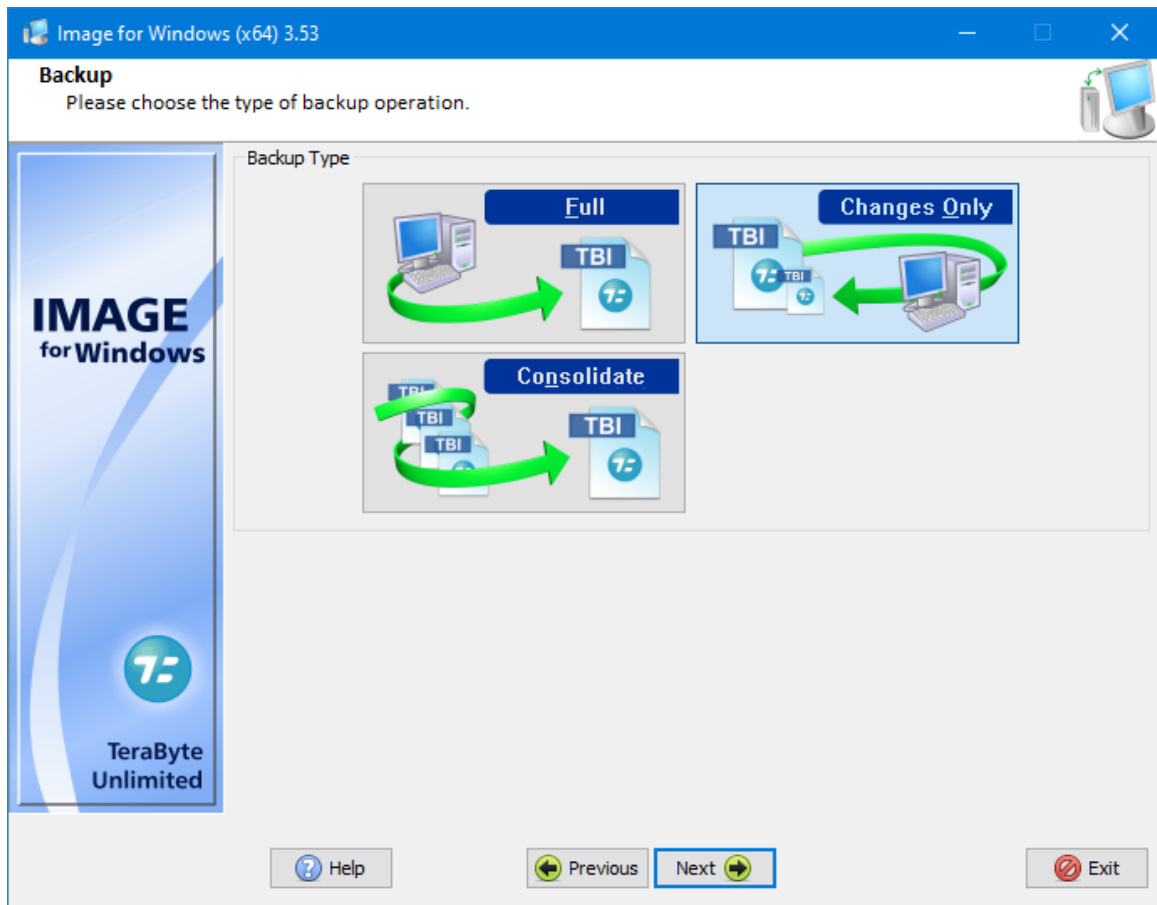 Image for Windows (x64) 3.53
Backup
Please choose the type of backup operation.
Backup Type
Full
TBI
Changes Only
TBI
TBI
Consolidate
TBI
TBI
TBI
TBI
IMAGE
for Windows
TeraByte
Unlimited
Help
Previous
Next
Exit